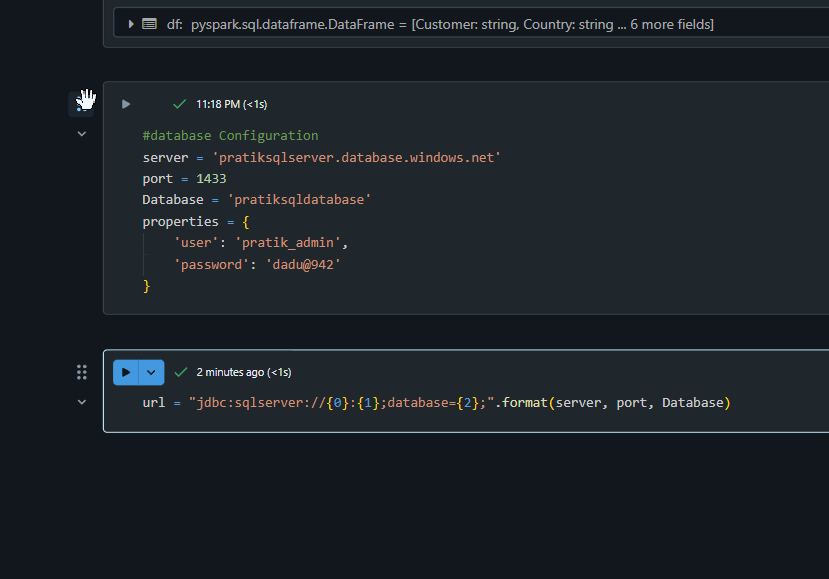 df: pyspark.sql.dataframe.DataFrame = [Customer: string, Country: string ... 6 more fields]
11:18 PM (<1s)
#database Configuration
server = 'pratiksqlserver.database.windows.net'
port = 1433
Database = 'pratiksqldatabase'
properties = {
    'user': 'pratik_admin',
    'password': 'dadu@942'
}
2 minutes ago (<1s)
url = "jdbc:sqlserver://{0}:{1};database={2};".format(server, port, Database)